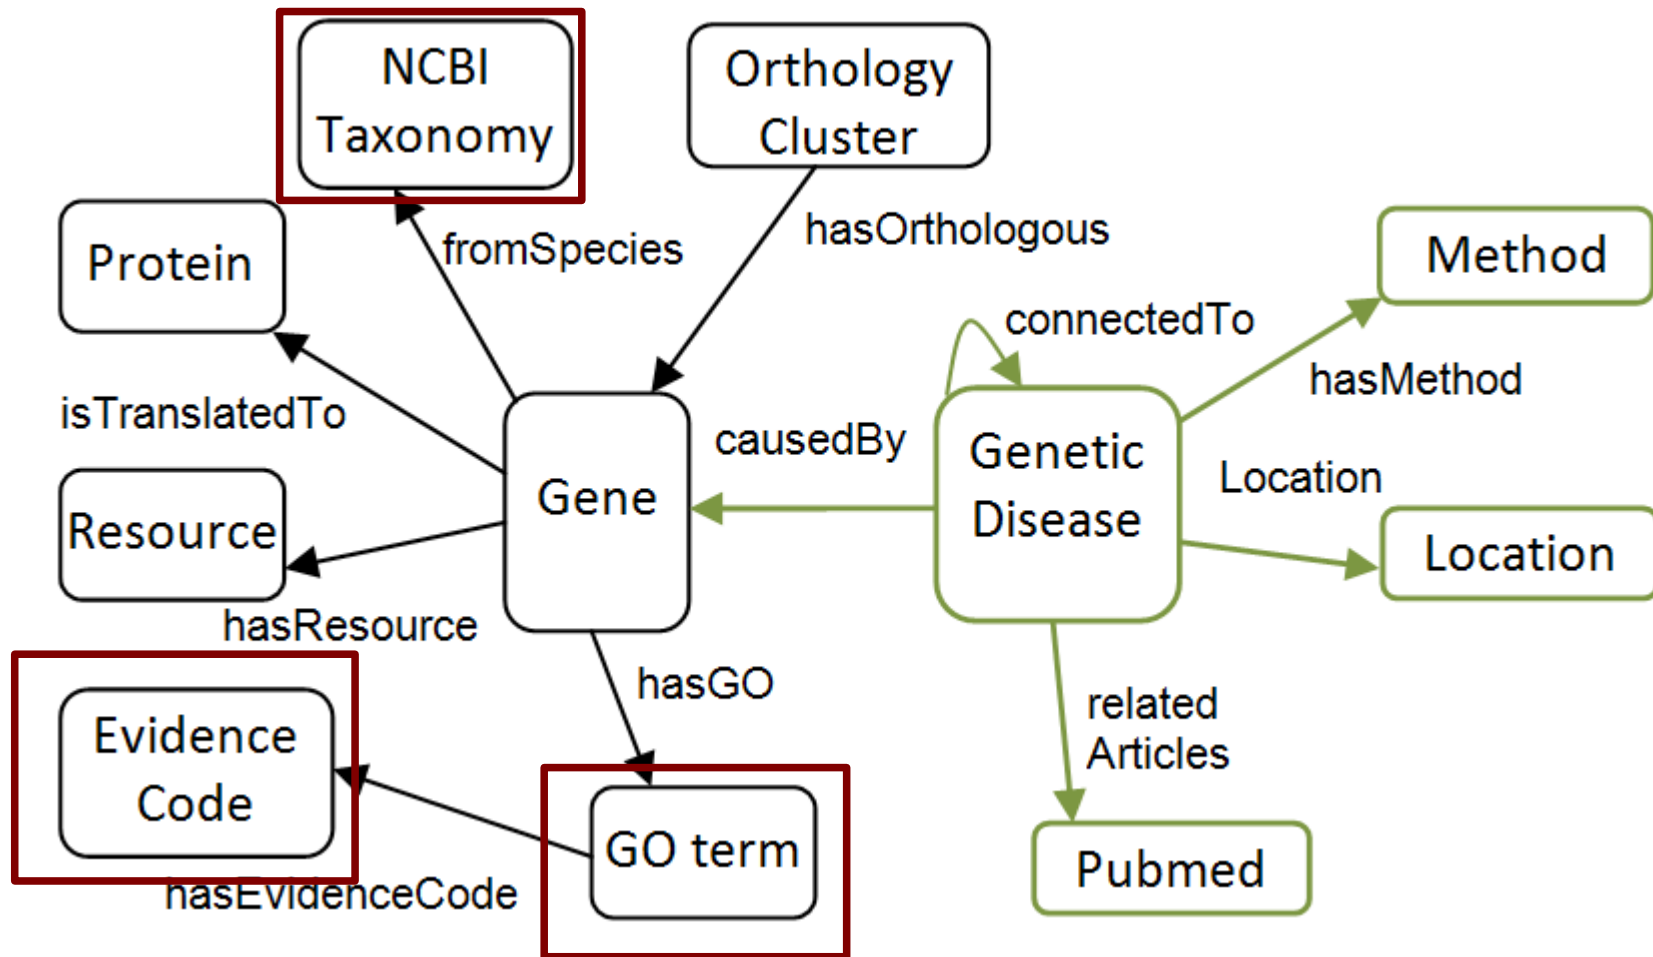 NCBI
Taxonomy
Orthology
Cluster
Protein
fromSpecies
hasOrthologous
Method
connectedTo
hasMethod
isTranslatedTo
causedBy
Genetic
Disease
Location
Gene
Resource
Location
hasResource
hasGO
related
Articles
Evidence
Code
GO term
Pubmed
hasEvidenceCode